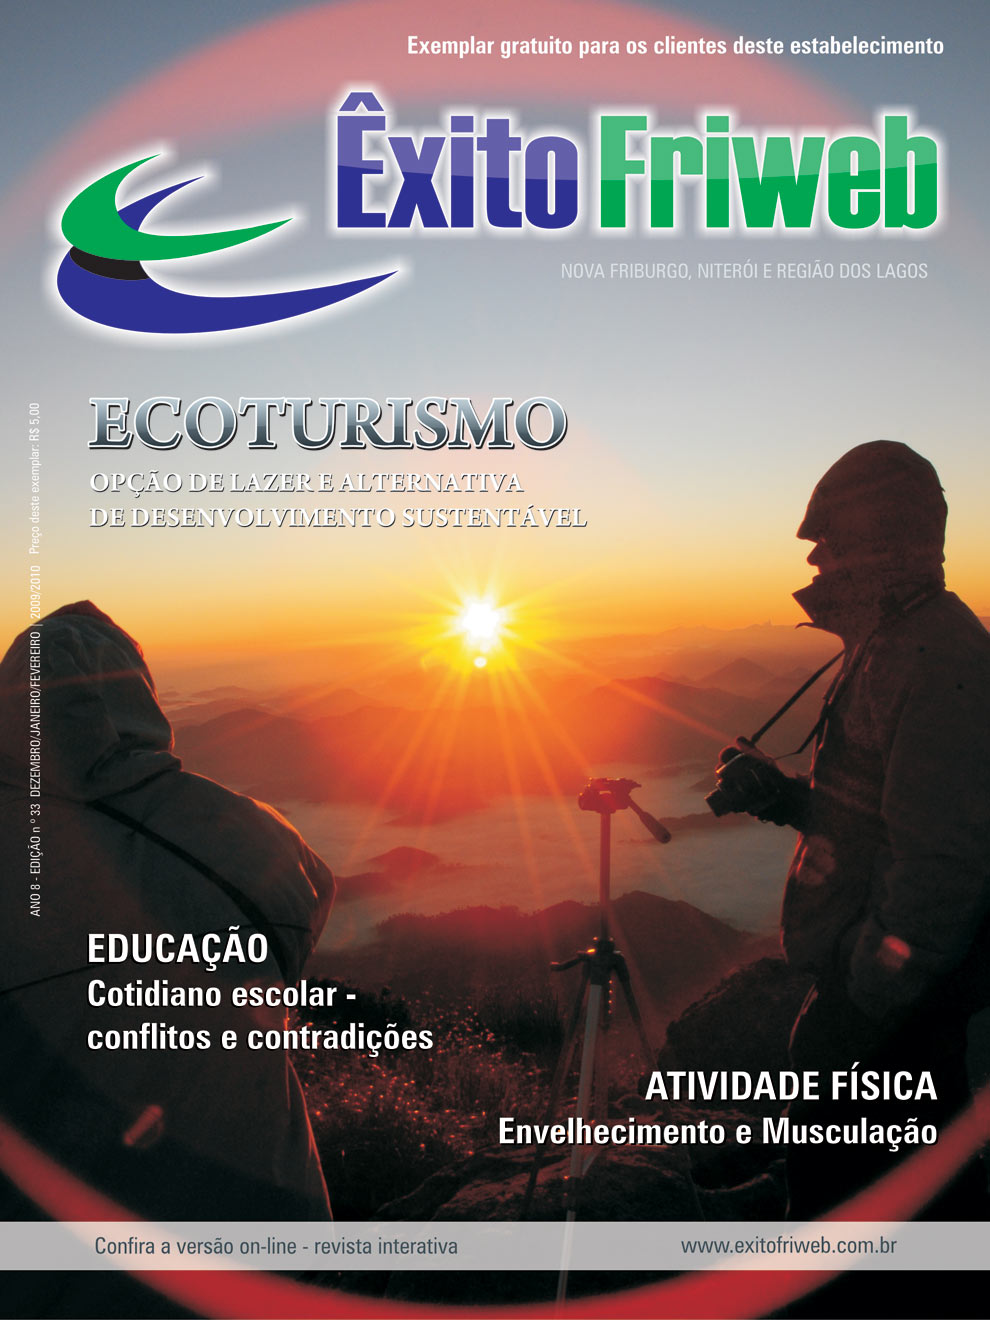 Exemplar gratuito para os clientes deste estabelecimento
Êxito Friweb
NOVA FRIBURGO, NITERÓI E REGIÃO DOS LAGOS
ECOTURISMO
OPÇÃO DE LAZER E ALTERNATIVA
DE DESENVOLVIMENTO SUSTENTÁVEL
ANO 8 - EDIÇÃO n º 33 DEZEMBRO/JANEIRO/FEVEREIRO | 2009/2010 Preço deste exemplar: R$ 5,00
EDUCAÇÃO
Cotidiano escolar -
conflitos e contradições
ATIVIDADE FÍSICA
Envelhecimento e Musculação
Confira a versão on-line - revista interativa
www.exitofriweb.com.br